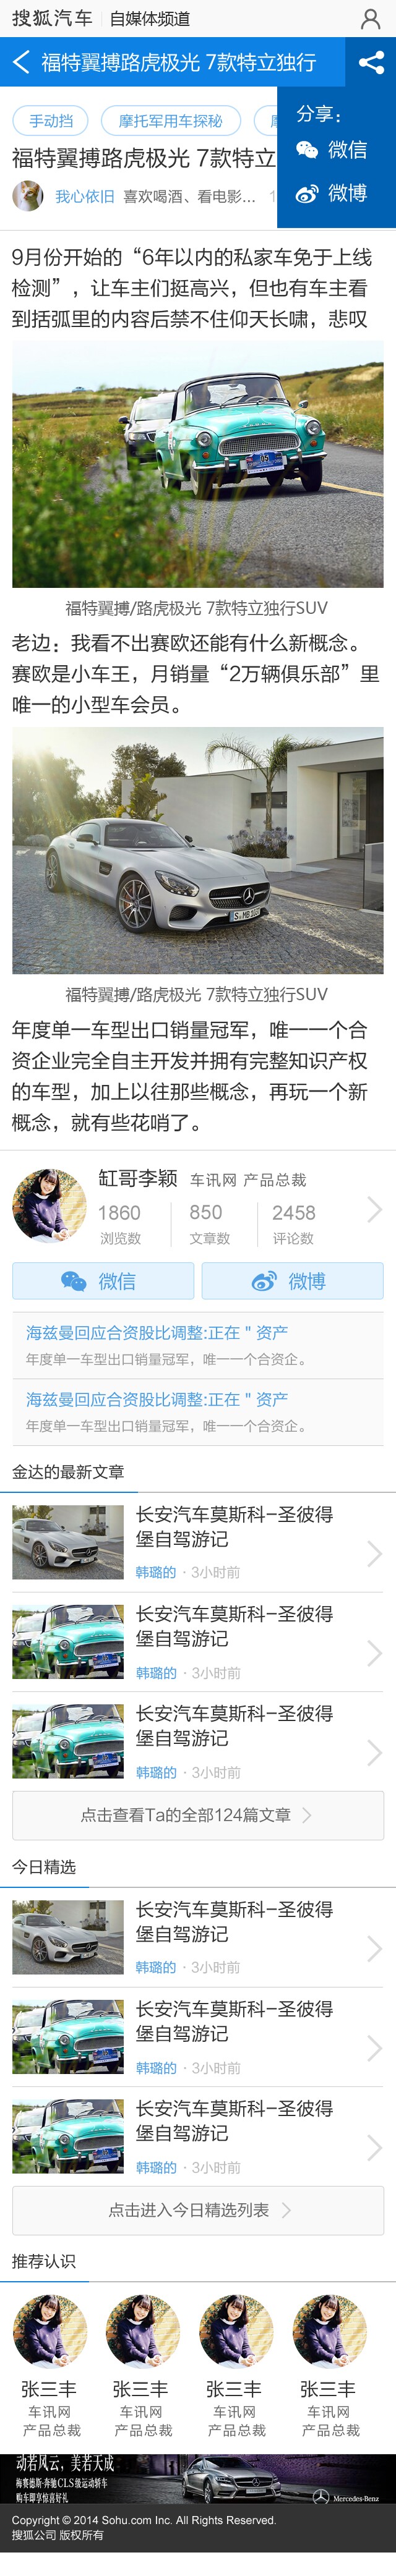 搜狐汽车 自媒体频道
福特翼搏路虎极光 7款特立独行
分享：
手动挡 摩托军用车探秘
微信
福特翼搏路虎极光 7款特立
微博
我心依旧 喜欢喝酒、看电影... 1
9月份开始的“6年以内的私家车免于上线
检测”，让车主们挺高兴，但也有车主看
到括弧里的内容后禁不住仰天长啸，悲叹
福特翼搏/路虎极光 7款特立独行SUV
老边：我看不出赛欧还能有什么新概念。
赛欧是小车王，月销量“2万辆俱乐部”里
唯一的小型车会员。
S·MB 1021
福特翼搏/路虎极光 7款特立独行SUV
年度单一车型出口销量冠军，唯一一个合
资企业完全自主开发并拥有完整知识产权
的车型，加上以往那些概念，再玩一个新
概念，就有些花哨了。
缸哥李颖 车讯网 产品总裁
1860 850 2458
浏览数 文章数 评论数
微信 微博
海兹曼回应合资股比调整:正在＂资产
年度单一车型出口销量冠军，唯一一个合资企。
海兹曼回应合资股比调整:正在＂资产
年度单一车型出口销量冠军，唯一一个合资企。
金达的最新文章
长安汽车莫斯科-圣彼得
堡自驾游记
韩璐的 · 3小时前
长安汽车莫斯科-圣彼得
堡自驾游记
韩璐的 · 3小时前
长安汽车莫斯科-圣彼得
堡自驾游记
韩璐的 · 3小时前
点击查看Ta的全部124篇文章
今日精选
长安汽车莫斯科-圣彼得
堡自驾游记
韩璐的 · 3小时前
长安汽车莫斯科-圣彼得
堡自驾游记
韩璐的 · 3小时前
长安汽车莫斯科-圣彼得
堡自驾游记
韩璐的 · 3小时前
点击进入今日精选列表
推荐认识
张三丰 张三丰 张三丰 张三丰
车讯网 车讯网 车讯网 车讯网
产品总裁 产品总裁 产品总裁 产品总裁
动若风云，美若天成
梅赛德斯-奔驰CLS级运动轿车
购车即享惊喜好礼
Mercedes-Benz
Copyright © 2014 Sohu.com Inc. All Rights Reserved.
搜狐公司 版权所有